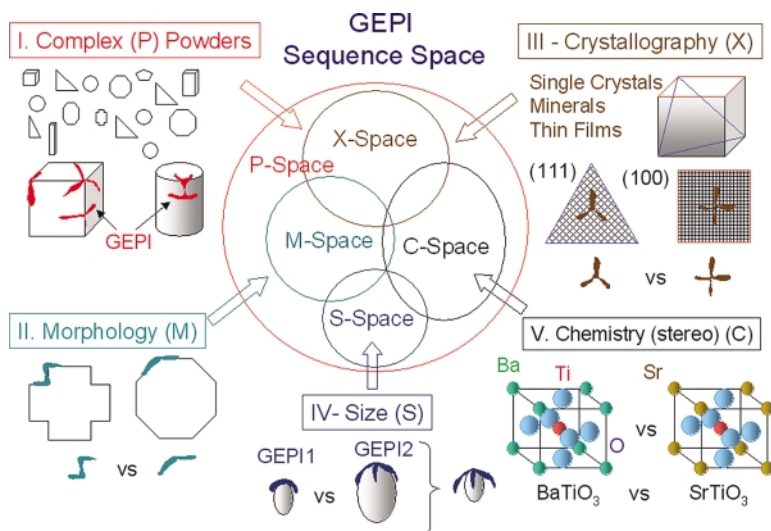 GEPI
Sequence Space
I. Complex (P) Powders
GEPI
III - Crystallography (X)
Single Crystals
Minerals
Thin Films
(111)
(100)
vs
X-Space
P-Space
M-Space
C-Space
S-Space
II. Morphology (M)
vs
IV- Size (S)
GEPI1
vs
GEPI2
V. Chemistry (stereo) (C)
Ba
Ti
Sr
O
vs
BaTiO₃ vs SrTiO₃